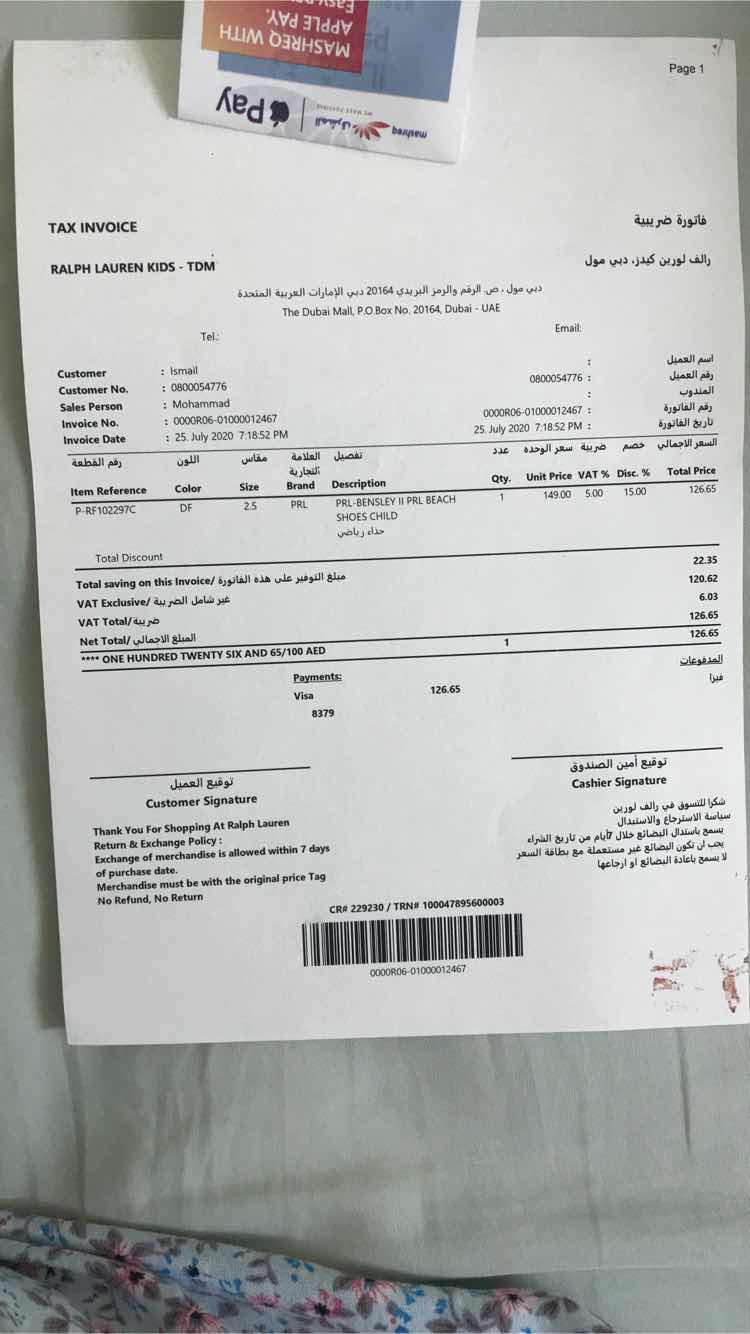 Easy
APPLE PAY.
MASHREQ WITH
Pay
المشرق
mashreq
Page 1
TAX INVOICE
فاتورة ضريبية
RALPH LAUREN KIDS - TDM
رالف لورين كيدز، دبي مول
دبي مول ، ص. الرقم والرمز البريدي 20164 دبي الإمارات العربية المتحدة
The Dubai Mall, P.O.Box No. 20164, Dubai - UAE
Tel.: Email:
Customer : Ismail : اسم العميل
Customer No. : 0800054776 0800054776 : رقم العميل
Sales Person : Mohammad : المندوب
Invoice No. : 0000R06-01000012467 0000R06-01000012467 : رقم الفاتورة
Invoice Date : 25. July 2020 7:18:52 PM 25. July 2020 7:18:52 PM : تاريخ الفاتورة
رقم القطعة اللون مقاس العلامة التجارية تفصيل عدد سعر الوحده ضريبة خصم السعر الاجمالي
Item Reference Color Size Brand Description Qty. Unit Price VAT % Disc. % Total Price
P-RF102297C DF 2.5 PRL PRL-BENSLEY II PRL BEACH 1 149.00 5.00 15.00 126.65
SHOES CHILD
حذاء رياضي
Total Discount
Total saving on this Invoice/ مبلغ التوفير على هذه الفاتورة 22.35
VAT Exclusive/ غير شامل الضريبة 120.62
VAT Total/ ضريبة 6.03
Net Total/ المبلغ الاجمالي 126.65
**** ONE HUNDRED TWENTY SIX AND 65/100 AED 1 126.65
Payments: المدفوعات
Visa 126.65 فيزا
8379
توقيع العميل
Customer Signature
توقيع أمين الصندوق
Cashier Signature
Thank You For Shopping At Ralph Lauren
Return & Exchange Policy :
Exchange of merchandise is allowed within 7 days
of purchase date.
Merchandise must be with the original price Tag
No Refund, No Return
شكرا للتسوق في رالف لورين
سياسة الاسترجاع والاستبدال
يسمح باستدال البضائع خلال 7أيام من تاريخ الشراء
يجب ان تكون البضائع غير مستعملة مع بطاقة السعر
لا يسمح باعادة البضائع او ارجاعها
CR# 229230 / TRN# 100047895600003
0000R06-01000012467